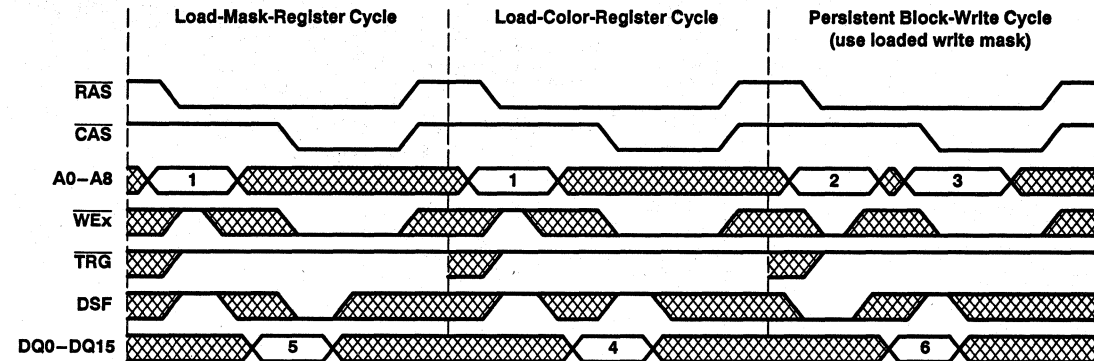 Load-Mask-Register Cycle
Load-Color-Register Cycle
Persistent Block-Write Cycle
(use loaded write mask)
RAS
CAS
A0–A8
1
1
2
3
WEx
TRG
DSF
DQ0–DQ15
5
4
6